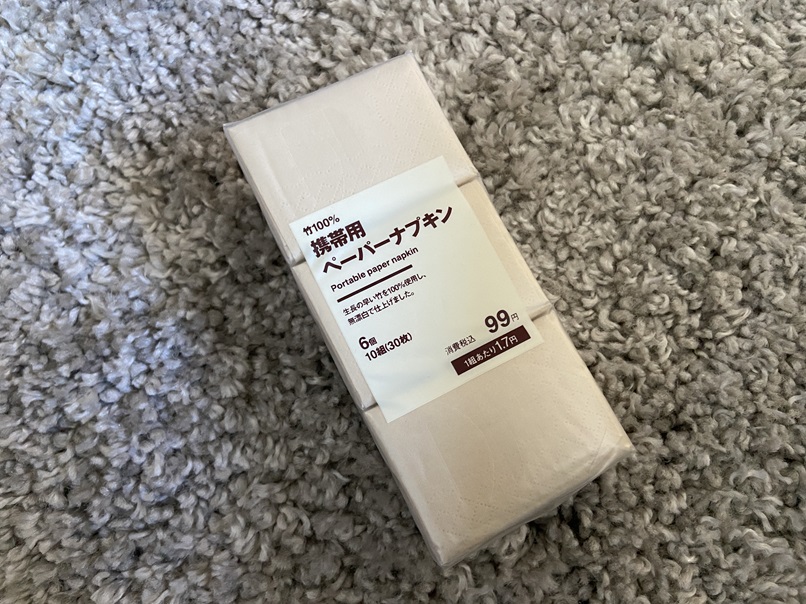 竹100%
携帯用
ペーパーナプキン
Portable paper napkin
生長の早い竹を100%使用し、
無漂白で仕上げました。
6個
10組(30枚)
消費税込 99円
1組あたり1.7円